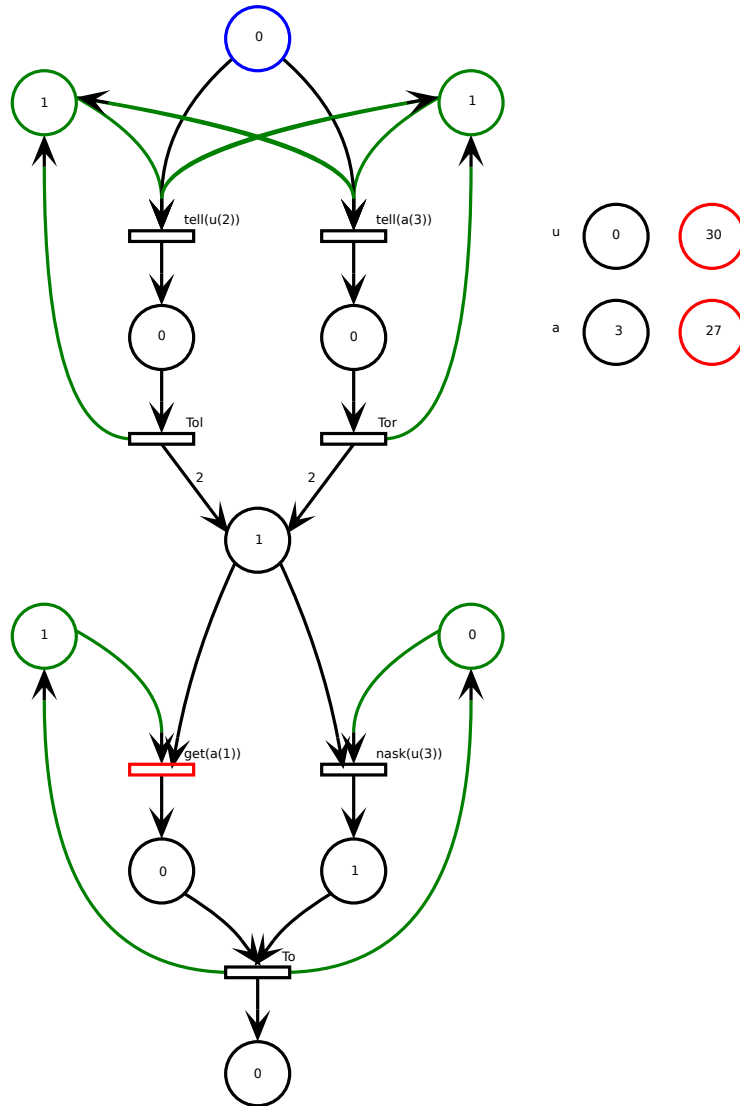 0
1
1
tell(u(2))
tell(a(3))
u
0
30
0
0
a
3
27
Tol
Tor
2
2
1
1
0
get(a(1))
nask(u(3))
0
1
To
0